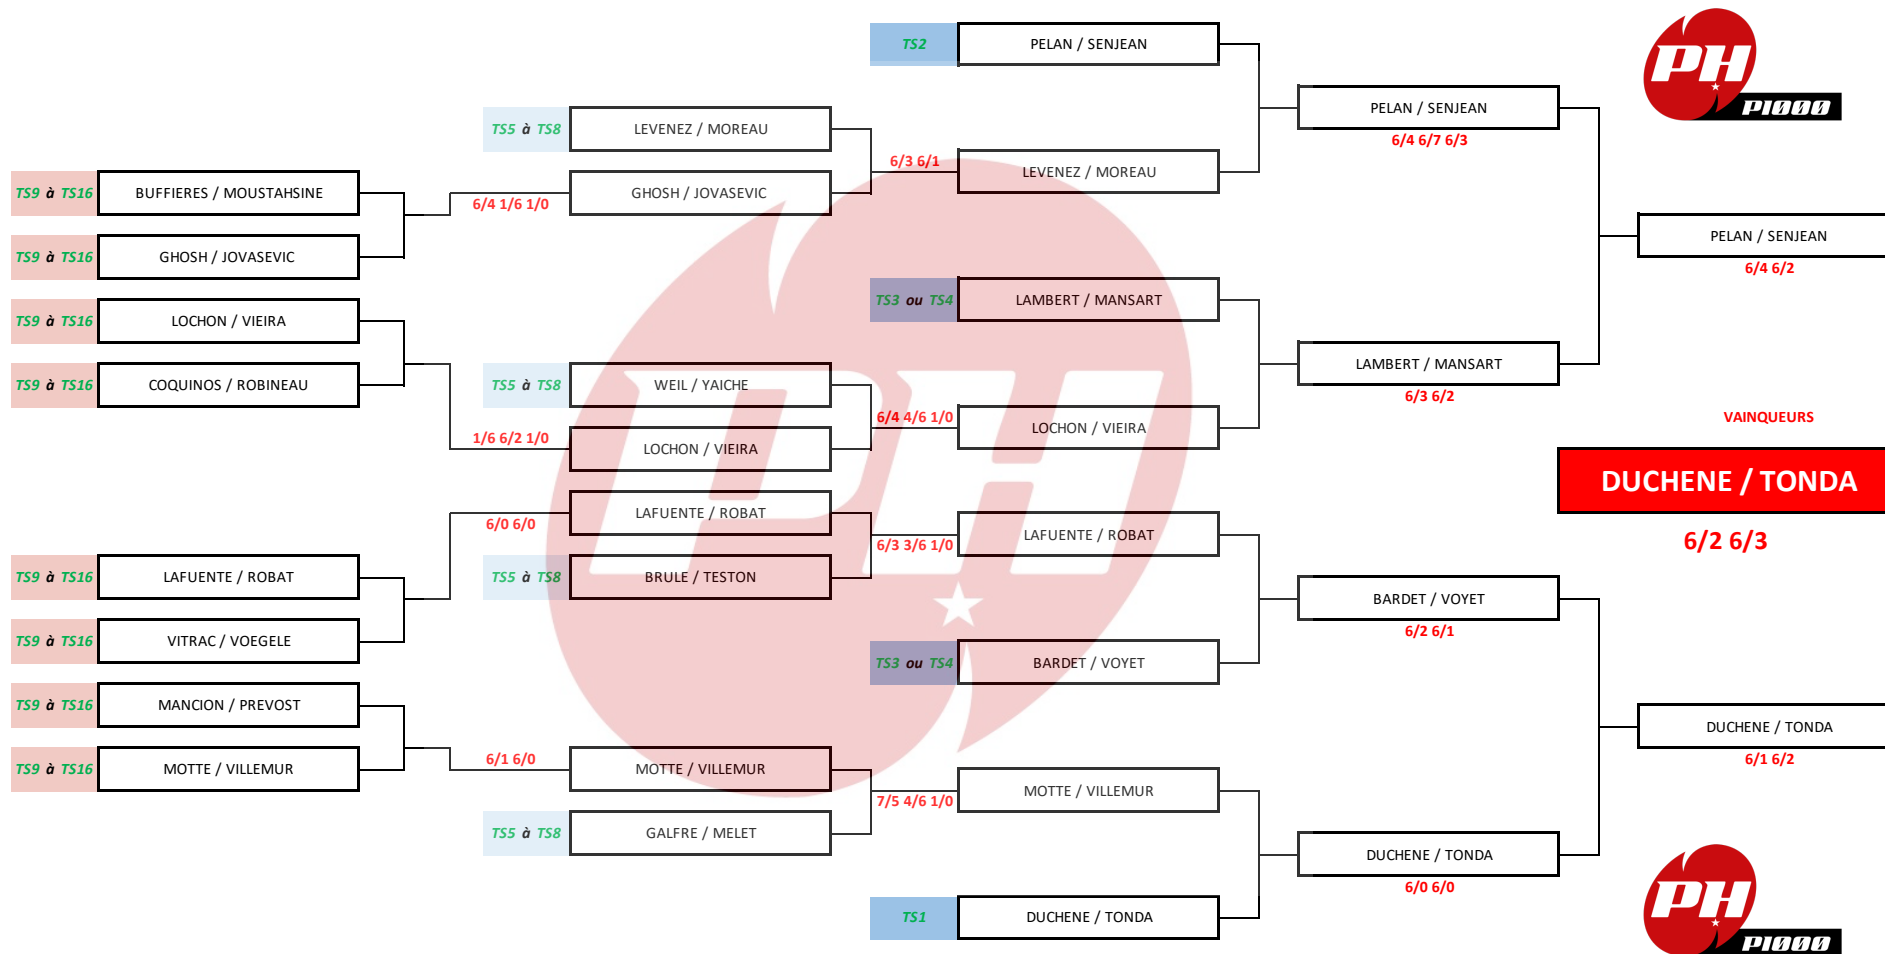 TS2
PELAN / SENJEAN
PH
P1000
PELAN / SENJEAN
6/4 6/7 6/3
TS5 à TS8
LEVENEZ / MOREAU
6/3 6/1
LEVENEZ / MOREAU
TS9 à TS16
BUFFIERES / MOUSTAHSINE
6/4 1/6 1/0
GHOSH / JOVASEVIC
TS9 à TS16
GHOSH / JOVASEVIC
PELAN / SENJEAN
6/4 6/2
TS3 ou TS4
LAMBERT / MANSART
TS9 à TS16
LOCHON / VIEIRA
LAMBERT / MANSART
6/3 6/2
TS9 à TS16
COQUINOS / ROBINEAU
TS5 à TS8
WEIL / YAICHE
6/4 4/6 1/0
LOCHON / VIEIRA
VAINQUEURS
1/6 6/2 1/0
LOCHON / VIEIRA
DUCHENE / TONDA
6/2 6/3
PH
6/0 6/0
LAFUENTE / ROBAT
6/3 3/6 1/0
LAFUENTE / ROBAT
TS9 à TS16
LAFUENTE / ROBAT
TS5 à TS8
BRULE / TESTON
BARDET / VOYET
6/2 6/1
TS9 à TS16
VITRAC / VOEGELE
TS3 ou TS4
BARDET / VOYET
TS9 à TS16
MANCION / PREVOST
DUCHENE / TONDA
6/1 6/2
TS9 à TS16
MOTTE / VILLEMUR
6/1 6/0
MOTTE / VILLEMUR
7/5 4/6 1/0
MOTTE / VILLEMUR
TS5 à TS8
GALFRE / MELET
DUCHENE / TONDA
6/0 6/0
TS1
DUCHENE / TONDA
PH
P1000